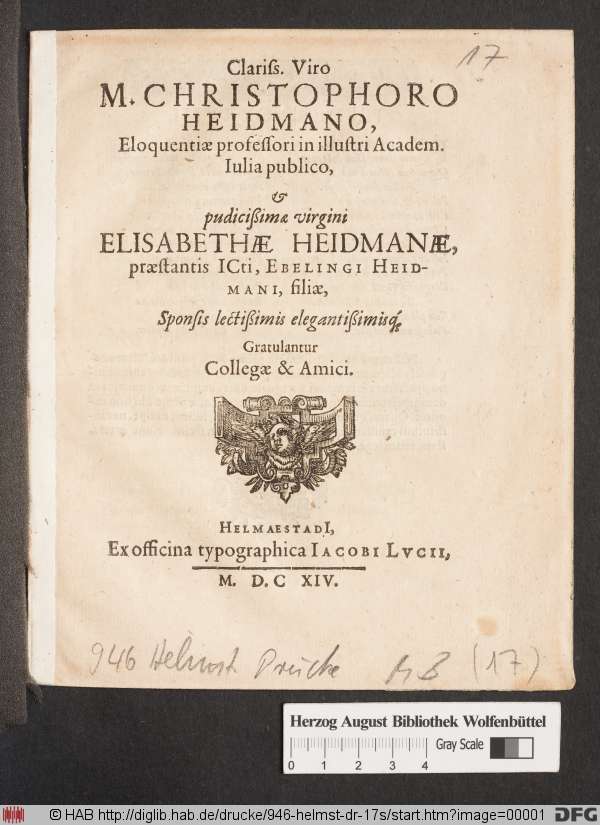 17
Clariſs. Viro
M. CHRISTOPHORO
HEIDMANO,
Eloquentiæ profeſſori in illuſtri Academ.
Iulia publico,
&
pudicißimæ virgini
ELISABETHÆ HEIDMANÆ,
præſtantis ICti, EBELINGI HEID-
MANI, filiæ,
Sponſis lectißimis elegantißimisq́ꝫ
Gratulantur
Collegæ & Amici.
HELMAESTADI,
Ex officina typographica IACOBI LVCII,
M. D. C XIV.
946 Helmst. Drucke (17)
Herzog August Bibliothek Wolfenbüttel
Gray Scale
0 1 2 3 4
© HAB http://diglib.hab.de/drucke/946-helmst-dr-17s/start.htm?image=00001
DFG